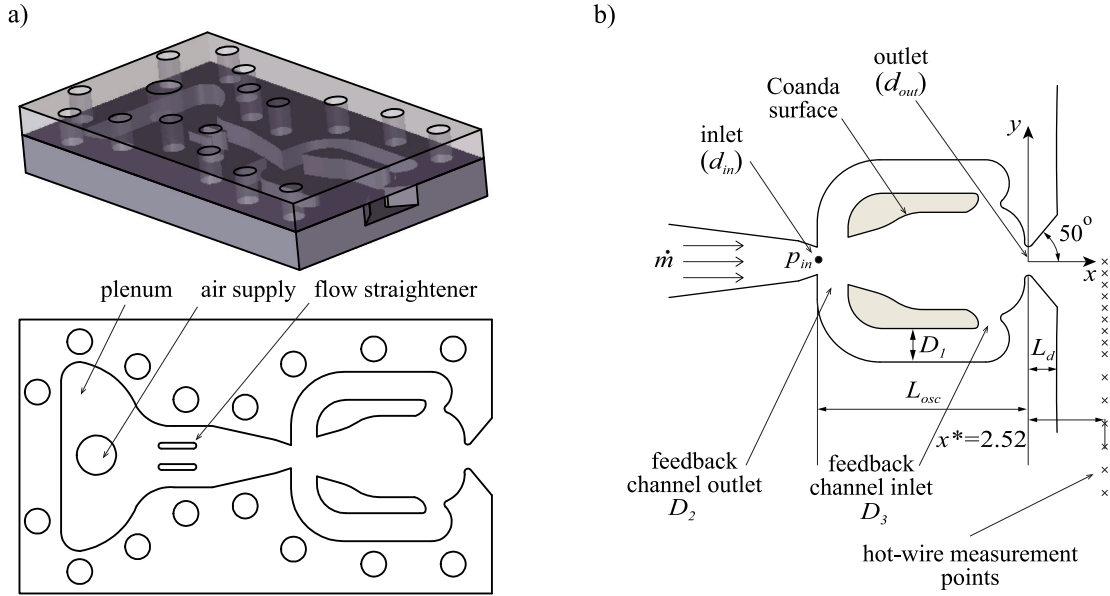 a)
plenum
air supply
flow straightener
b)
outlet
(d_out)
Coanda
surface
inlet
(d_in)
y
50°
ṁ
p_in
x
D_1
L_d
L_osc
x*=2.52
feedback
channel outlet
D_2
feedback
channel inlet
D_3
hot-wire measurement
points